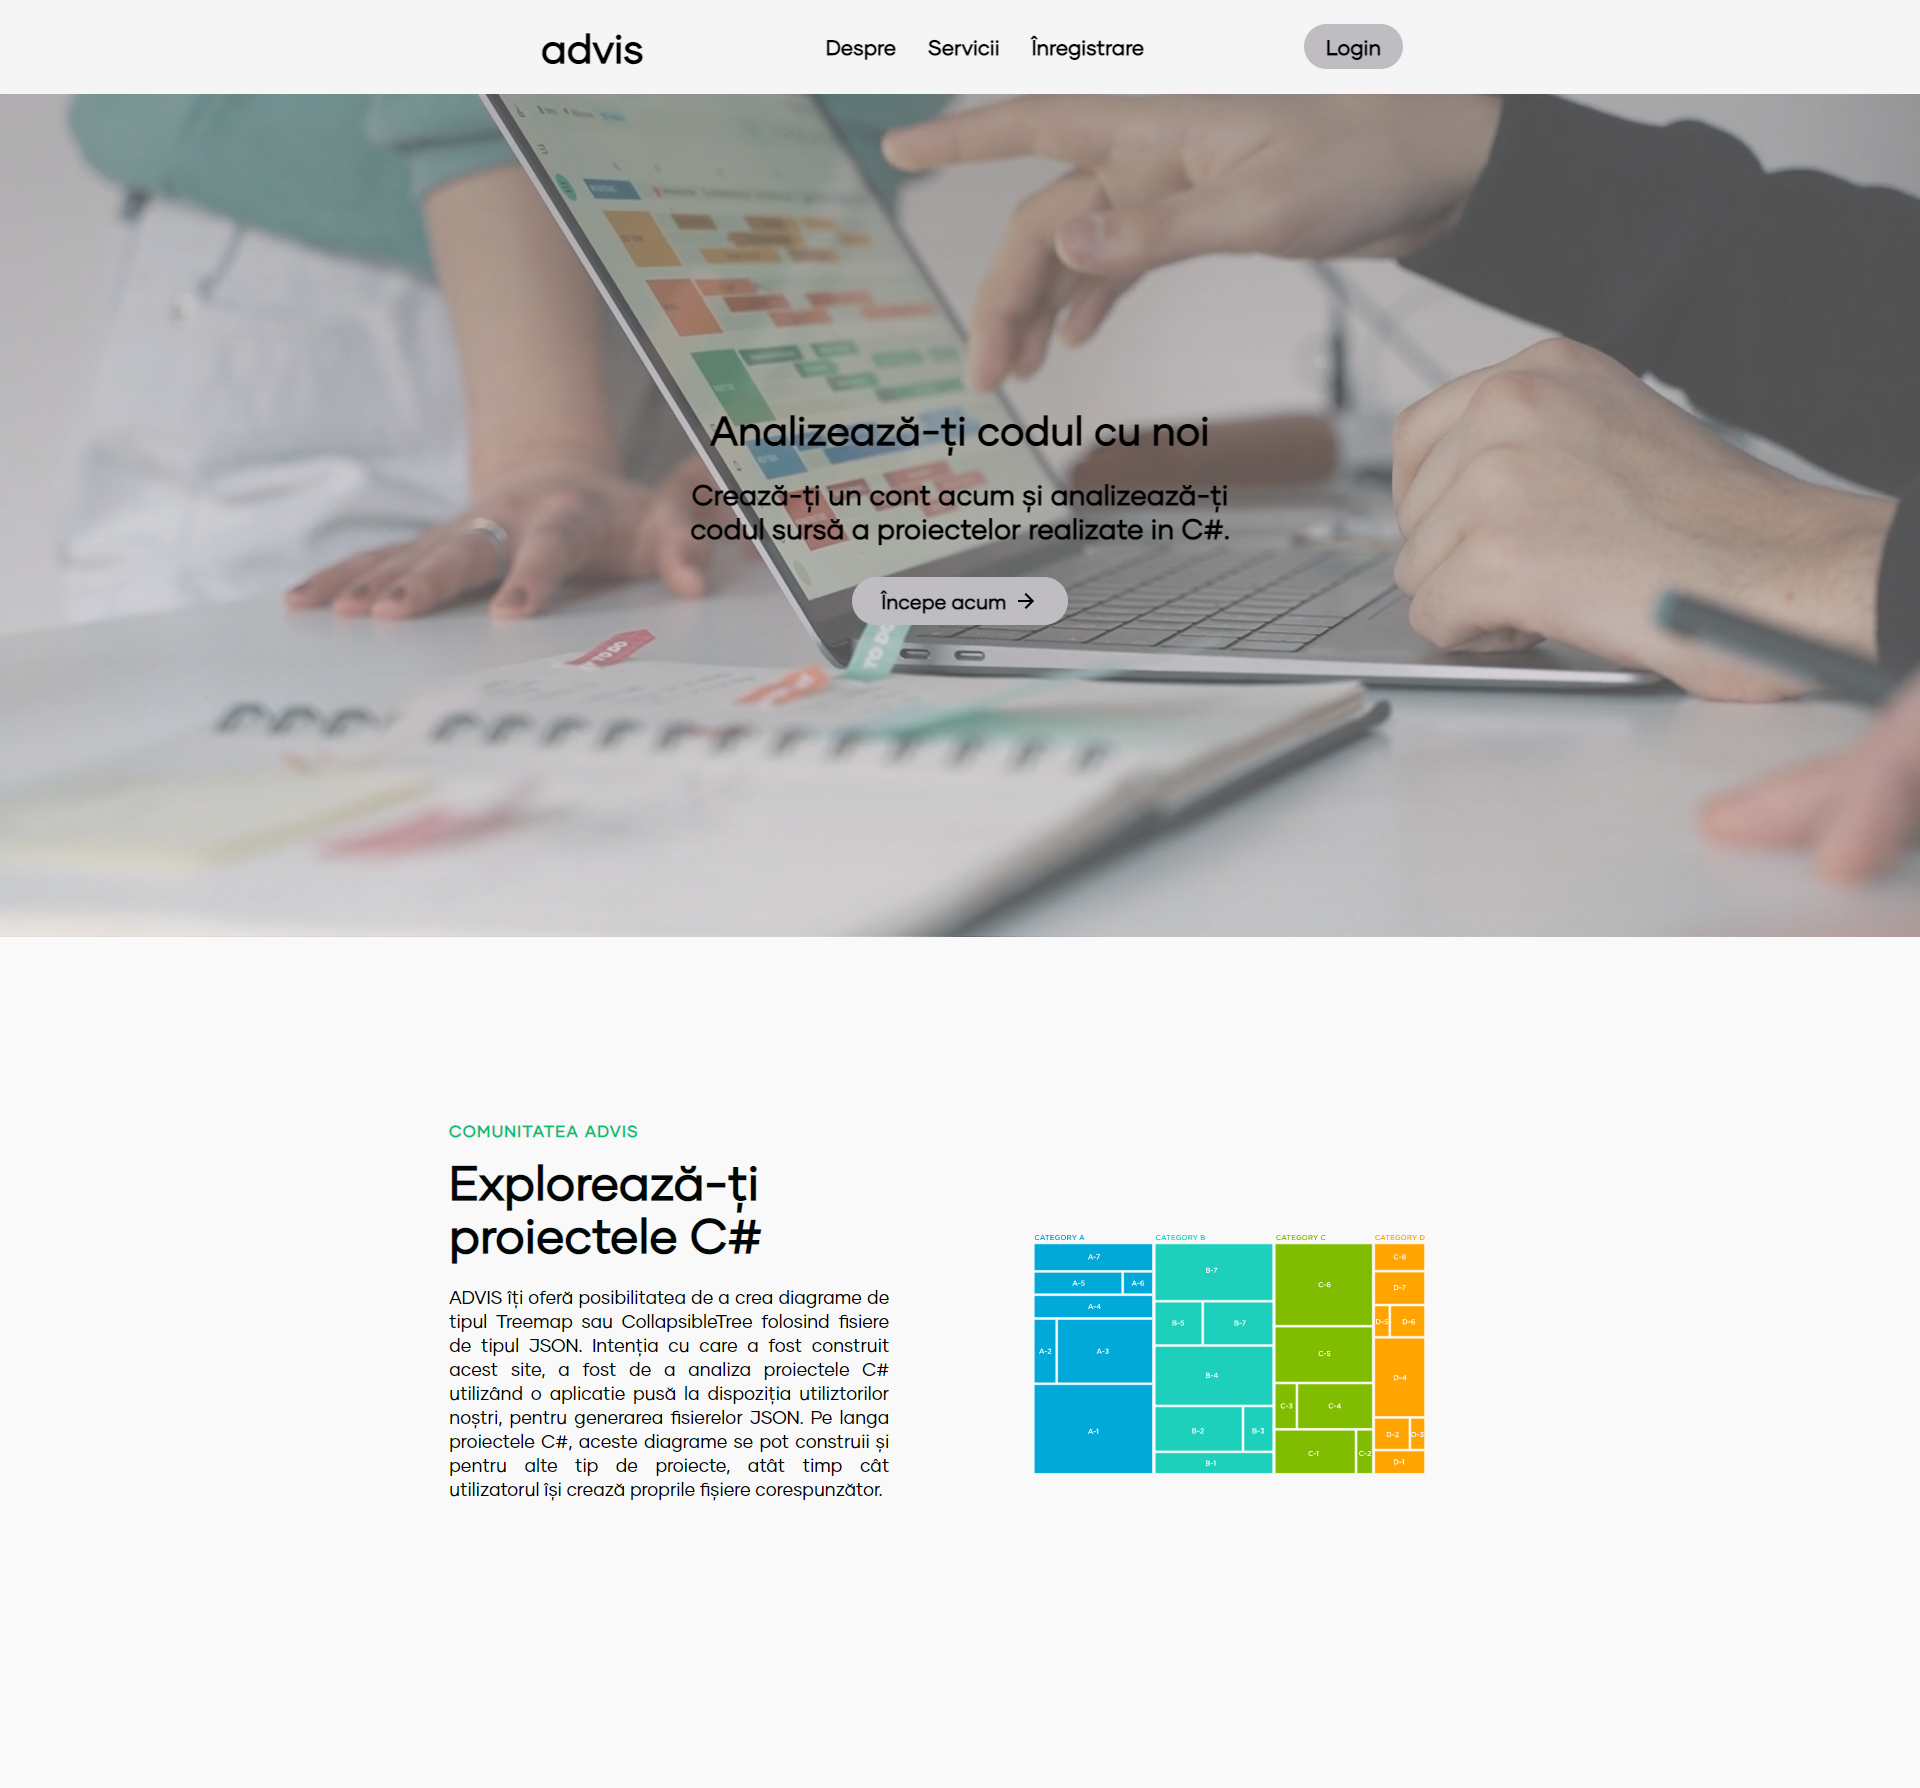 advis
Despre
Servicii
Înregistrare
Login
Analizează-ți codul cu noi
Crează-ți un cont acum și analizează-ți
codul sursă a proiectelor realizate in C#.
Începe acum
TO DO
TO DO
COMUNITATEA ADVIS
Explorează-ți
proiectele C#
ADVIS îți oferă posibilitatea de a crea diagrame de
tipul Treemap sau CollapsibleTree folosind fisiere
de tipul JSON. Intenția cu care a fost construit
acest site, a fost de a analiza proiectele C#
utilizând o aplicatie pusă la dispoziția utiliztorilor
noștri, pentru generarea fisierelor JSON. Pe langa
proiectele C#, aceste diagrame se pot construii și
pentru alte tip de proiecte, atât timp cât
utilizatorul își crează proprile fișiere corespunzător.
CATEGORY A
A-7
A-5
A-6
A-4
A-2
A-3
A-1
CATEGORY B
B-7
B-5
B-7
B-4
B-2
B-3
B-1
CATEGORY C
C-6
C-5
C-3
C-4
C-1
C-2
CATEGORY D
C-8
D-7
D-5
D-6
D-4
D-2
D-3
D-1